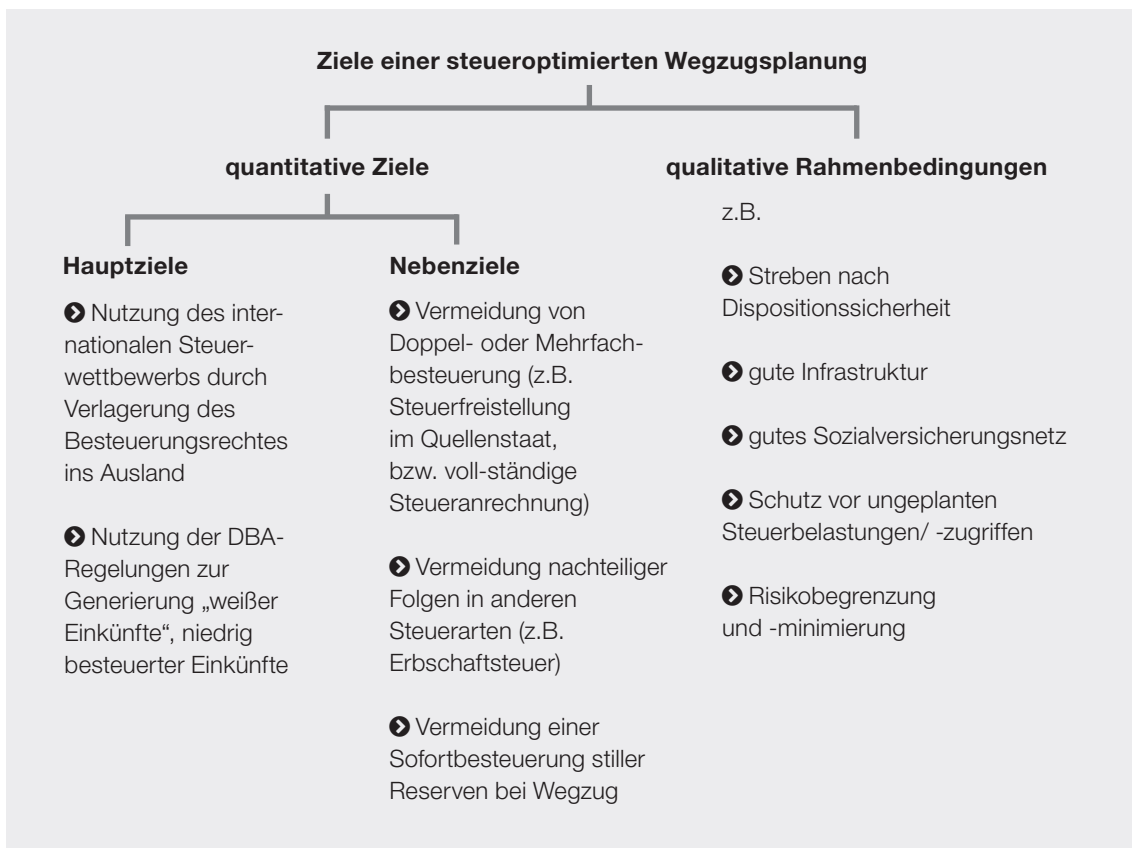 Ziele einer steueroptimierten Wegzugsplanung
quantitative Ziele
Hauptziele
Nutzung des inter-
nationalen Steuer-
wettbewerbs durch
Verlagerung des
Besteuerungsrechtes
ins Ausland
Nutzung der DBA-
Regelungen zur
Generierung „weißer
Einkünfte“, niedrig
besteuerter Einkünfte
Nebenziele
Vermeidung von
Doppel- oder Mehrfach-
besteuerung (z.B.
Steuerfreistellung
im Quellenstaat,
bzw. voll-ständige
Steueranrechnung)
Vermeidung nachteiliger
Folgen in anderen
Steuerarten (z.B.
Erbschaftsteuer)
Vermeidung einer
Sofortbesteuerung stiller
Reserven bei Wegzug
qualitative Rahmenbedingungen
z.B.
Streben nach
Dispositionssicherheit
gute Infrastruktur
gutes Sozialversicherungsnetz
Schutz vor ungeplanten
Steuerbelastungen/ -zugriffen
Risikobegrenzung
und -minimierung